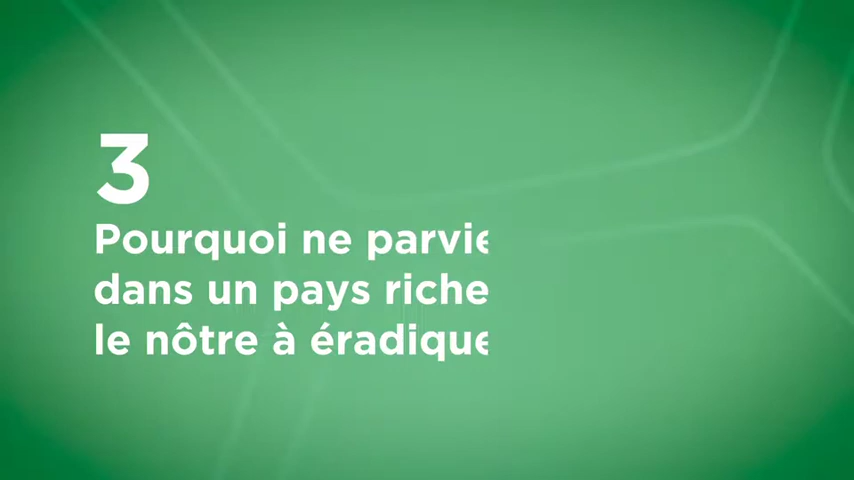 3
Pourquoi ne parvie
dans un pays riche
le nôtre à éradique